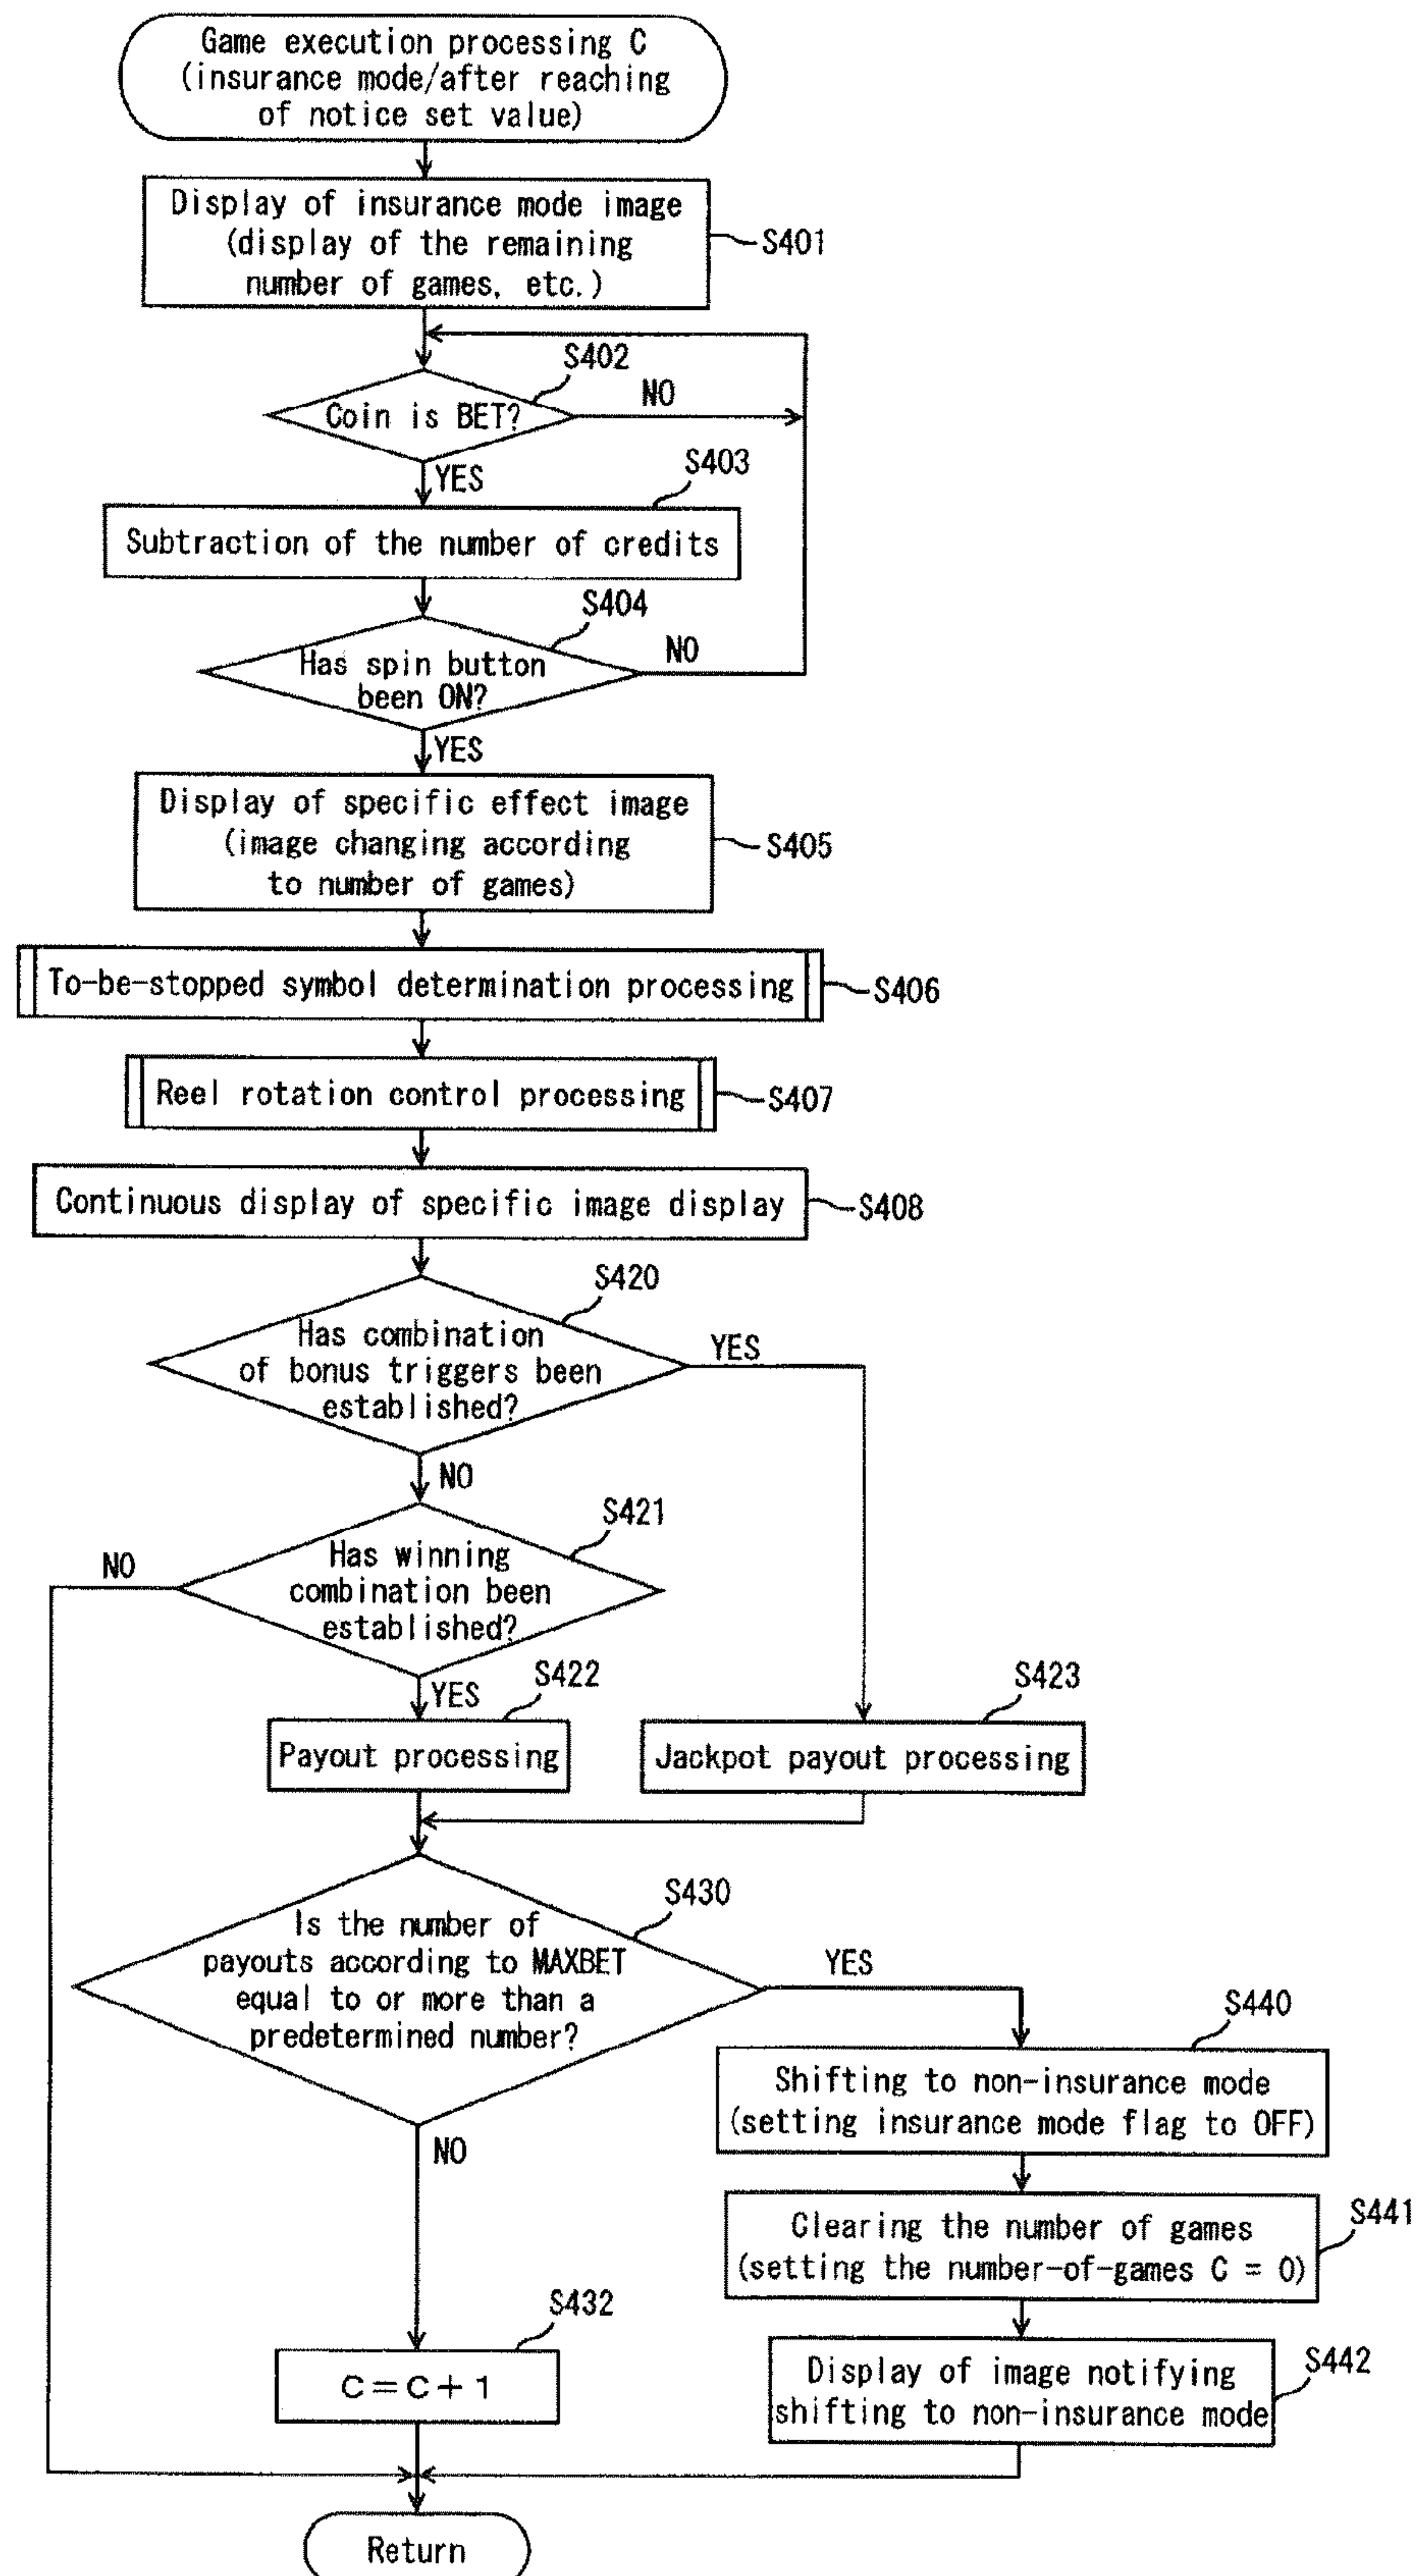 Game execution processing C
(insurance mode/after reaching
of notice set value)
Display of insurance mode image
(display of the remaining
number of games, etc.)
S401
S402
Coin is BET?
NO
YES
S403
Subtraction of the number of credits
S404
Has spin button
been ON?
NO
YES
Display of specific effect image
(image changing according
to number of games)
S405
To-be-stopped symbol determination processing
S406
Reel rotation control processing
S407
Continuous display of specific image display
S408
S420
Has combination
of bonus triggers been
established?
YES
NO
S421
Has winning
combination been
established?
NO
YES
S422
Payout processing
S423
Jackpot payout processing
S430
Is the number of
payouts according to MAXBET
equal to or more than a
predetermined number?
YES
NO
S440
Shifting to non-insurance mode
(setting insurance mode flag to OFF)
S441
Clearing the number of games
(setting the number-of-games C = 0)
S432
C=C+1
S442
Display of image notifying
shifting to non-insurance mode
Return